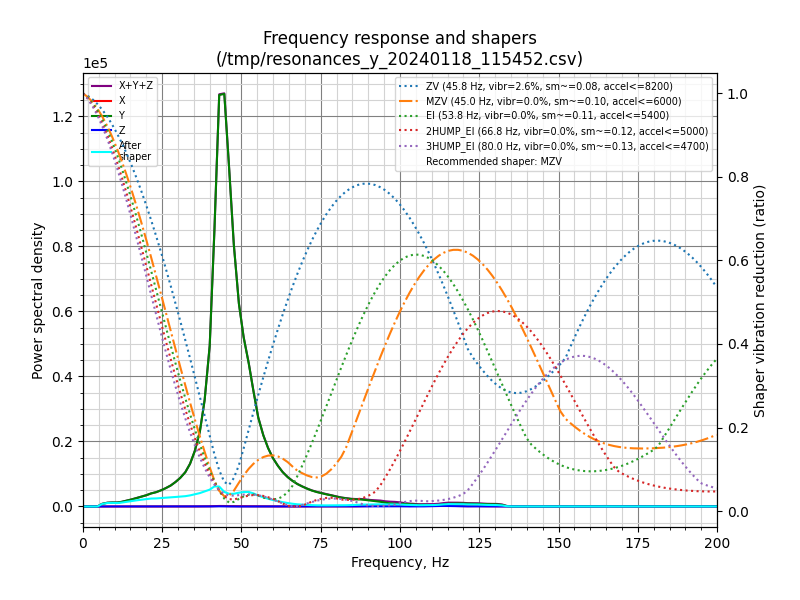 Frequency response and shapers
(/tmp/resonances_y_20240118_115452.csv)
1e5
X+Y+Z
X
Y
Z
After
shaper
ZV (45.8 Hz, vibr=2.6%, sm~=0.08, accel<=8200)
MZV (45.0 Hz, vibr=0.0%, sm~=0.10, accel<=6000)
EI (53.8 Hz, vibr=0.0%, sm~=0.11, accel<=5400)
2HUMP_EI (66.8 Hz, vibr=0.0%, sm~=0.12, accel<=5000)
3HUMP_EI (80.0 Hz, vibr=0.0%, sm~=0.13, accel<=4700)
Recommended shaper: MZV
Power spectral density
1.2
1.0
0.8
0.6
0.4
0.2
0.0
1.0
0.8
0.6
0.4
0.2
0.0
Shaper vibration reduction (ratio)
0 25 50 75 100 125 150 175 200
Frequency, Hz